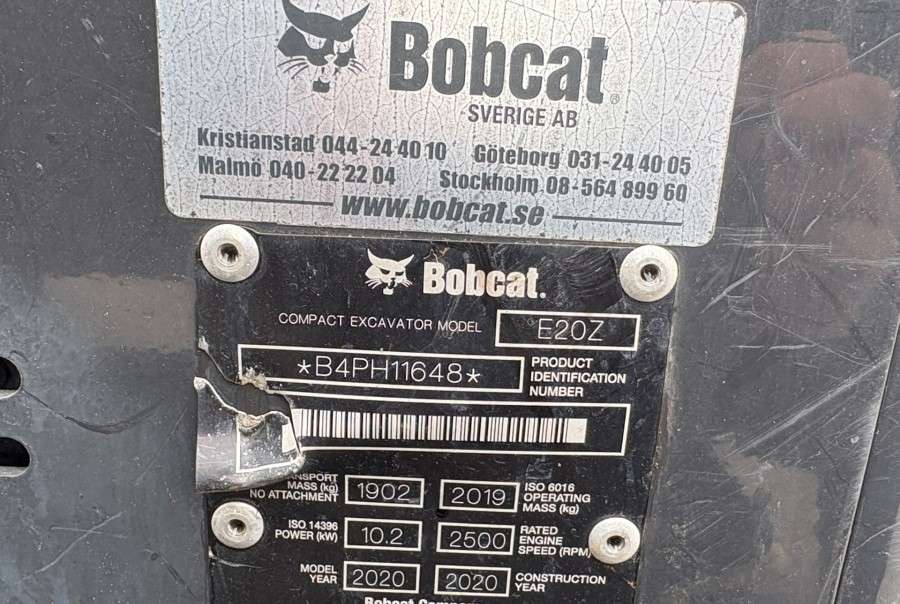 Bobcat®
SVERIGE AB
Kristianstad 044-24 40 10 Göteborg 031-24 40 05
Malmö 040-22 22 04 Stockholm 08-564 899 60
www.bobcat.se
Bobcat.
COMPACT EXCAVATOR MODEL E20Z
*B4PH11648* PRODUCT
IDENTIFICATION
NUMBER
MASS (kg)
NO ATTACHMENT 1902
2019 ISO 6016
OPERATING
MASS (kg)
ISO 14396
POWER (kW) 10.2
2500 RATED
ENGINE
SPEED (RPM)
MODEL
YEAR 2020
2020 CONSTRUCTION
YEAR
Bobcat